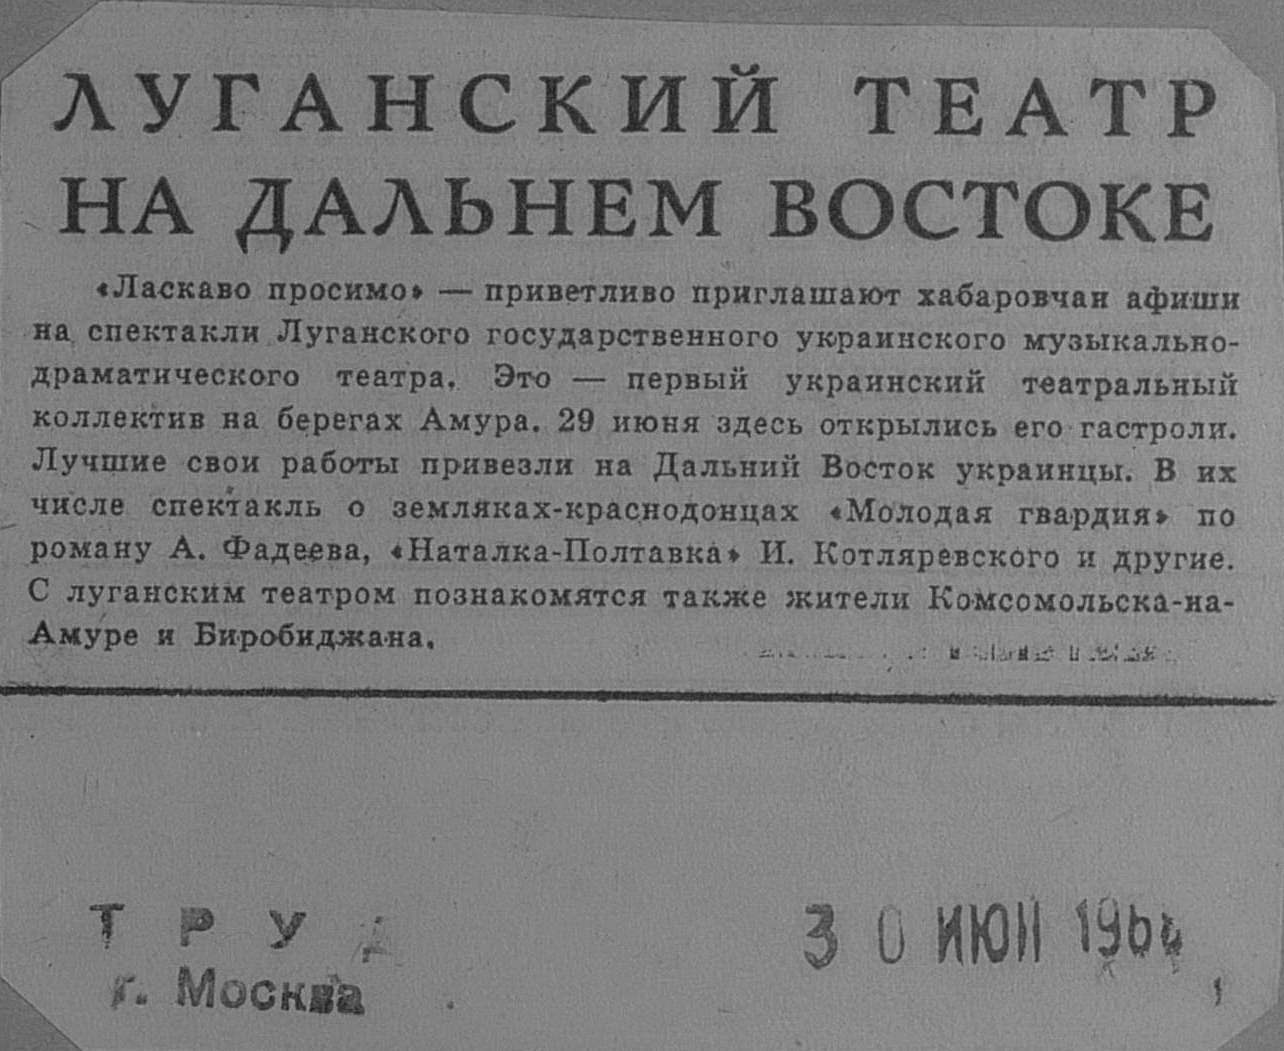 ЛУГАНСКИЙ ТЕАТР
НА ДАЛЬНЕМ ВОСТОКЕ
«Ласкаво просимо» — приветливо приглашают хабаровчан афиши
на спектакли Луганского государственного украинского музыкально-
драматического театра. Это — первый украинский театральный
коллектив на берегах Амура. 29 июня здесь открылись его гастроли.
Лучшие свои работы привезли на Дальний Восток украинцы. В их
числе спектакль о земляках-краснодонцах «Молодая гвардия» по
роману А. Фадеева, «Наталка-Полтавка» И. Котляревского и другие.
С луганским театром познакомятся также жители Комсомольска-на-
Амуре и Биробиджана.
ТРУД
г. Москва
30 ИЮН 1964